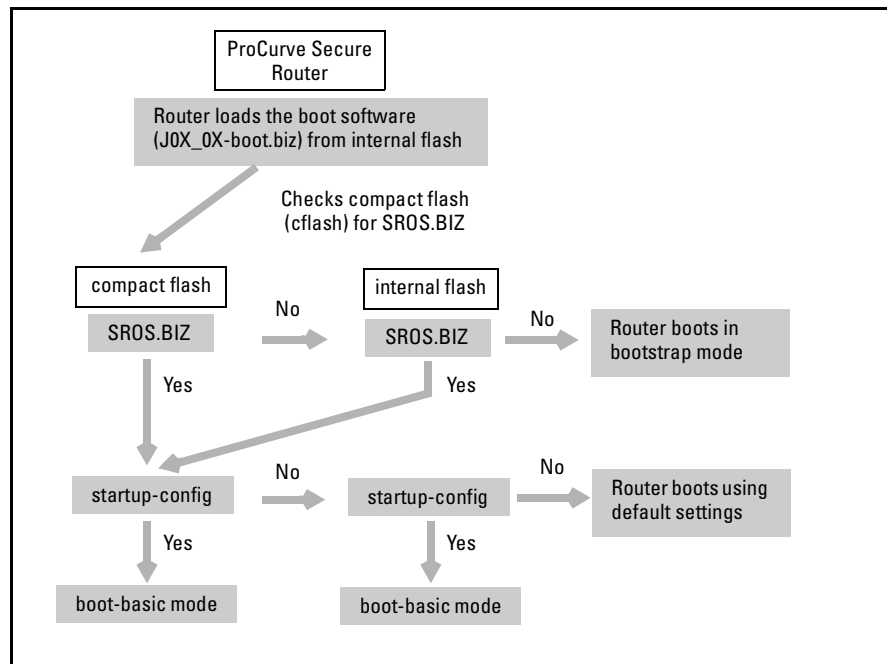 ProCurve Secure
Router
Router loads the boot software
(J0X_0X-boot.biz) from internal flash
Checks compact flash
(cflash) for SROS.BIZ
compact flash
No
internal flash
No
SROS.BIZ
SROS.BIZ
Router boots in
bootstrap mode
Yes
Yes
startup-config
No
startup-config
No
Router boots using
default settings
Yes
Yes
boot-basic mode
boot-basic mode